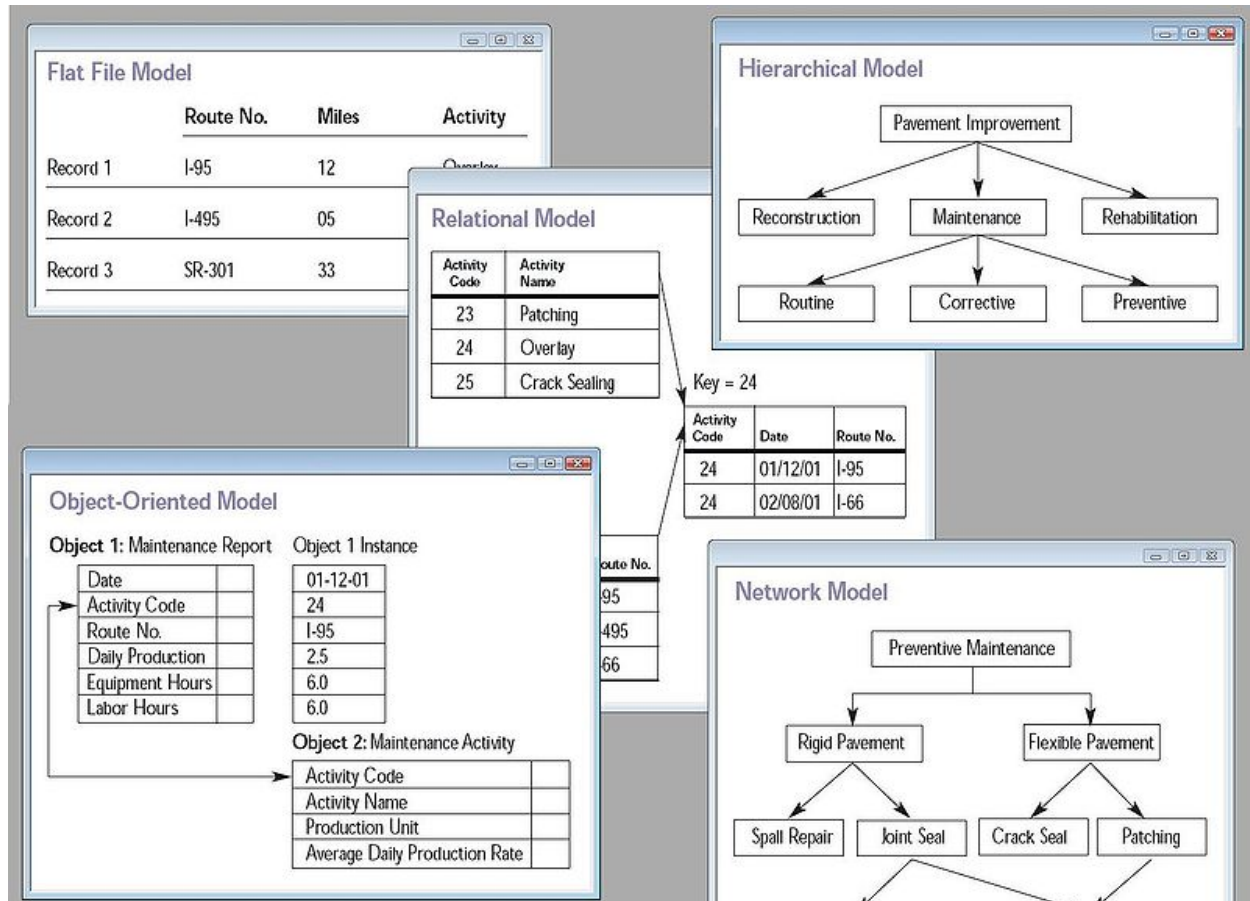 Flat File Model
Route No. Miles Activity
Record 1 I-95 12 Overlay
Record 2 I-495 05
Record 3 SR-301 33
Hierarchical Model
Pavement Improvement
Reconstruction Maintenance Rehabilitation
Routine Corrective Preventive
Relational Model
Activity Code Activity Name
23 Patching
24 Overlay
25 Crack Sealing
Key = 24
Activity Code Date Route No.
24 01/12/01 I-95
24 02/08/01 I-66
oute No.
-95
-495
-66
Object-Oriented Model
Object 1: Maintenance Report Object 1 Instance
Date 01-12-01
Activity Code 24
Route No. I-95
Daily Production 2.5
Equipment Hours 6.0
Labor Hours 6.0
Object 2: Maintenance Activity
Activity Code
Activity Name
Production Unit
Average Daily Production Rate
Network Model
Preventive Maintenance
Rigid Pavement Flexible Pavement
Spall Repair Joint Seal Crack Seal Patching